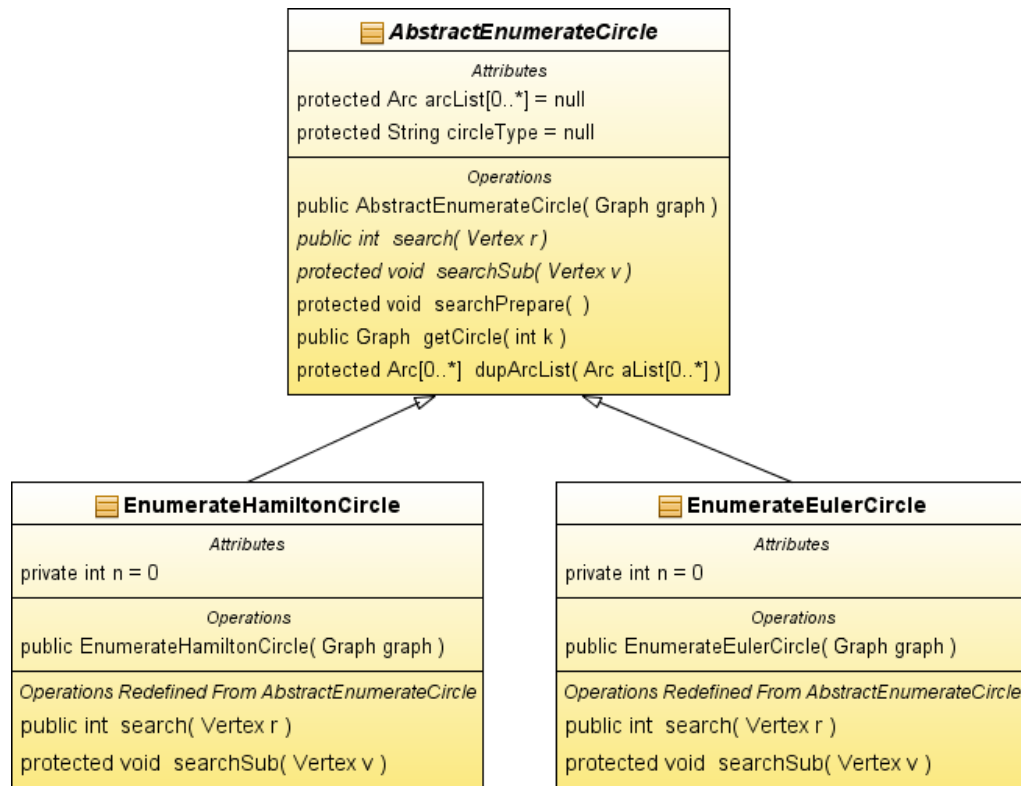 AbstractEnumerateCircle
Attributes
protected Arc arcList[0..*] = null
protected String circleType = null
Operations
public AbstractEnumerateCircle( Graph graph )
public int search( Vertex r )
protected void searchSub( Vertex v )
protected void searchPrepare( )
public Graph getCircle( int k )
protected Arc[0..*] dupArcList( Arc aList[0..*] )
EnumerateHamiltonCircle
Attributes
private int n = 0
Operations
public EnumerateHamiltonCircle( Graph graph )
Operations Redefined From AbstractEnumerateCircle
public int search( Vertex r )
protected void searchSub( Vertex v )
EnumerateEulerCircle
Attributes
private int n = 0
Operations
public EnumerateEulerCircle( Graph graph )
Operations Redefined From AbstractEnumerateCircle
public int search( Vertex r )
protected void searchSub( Vertex v )